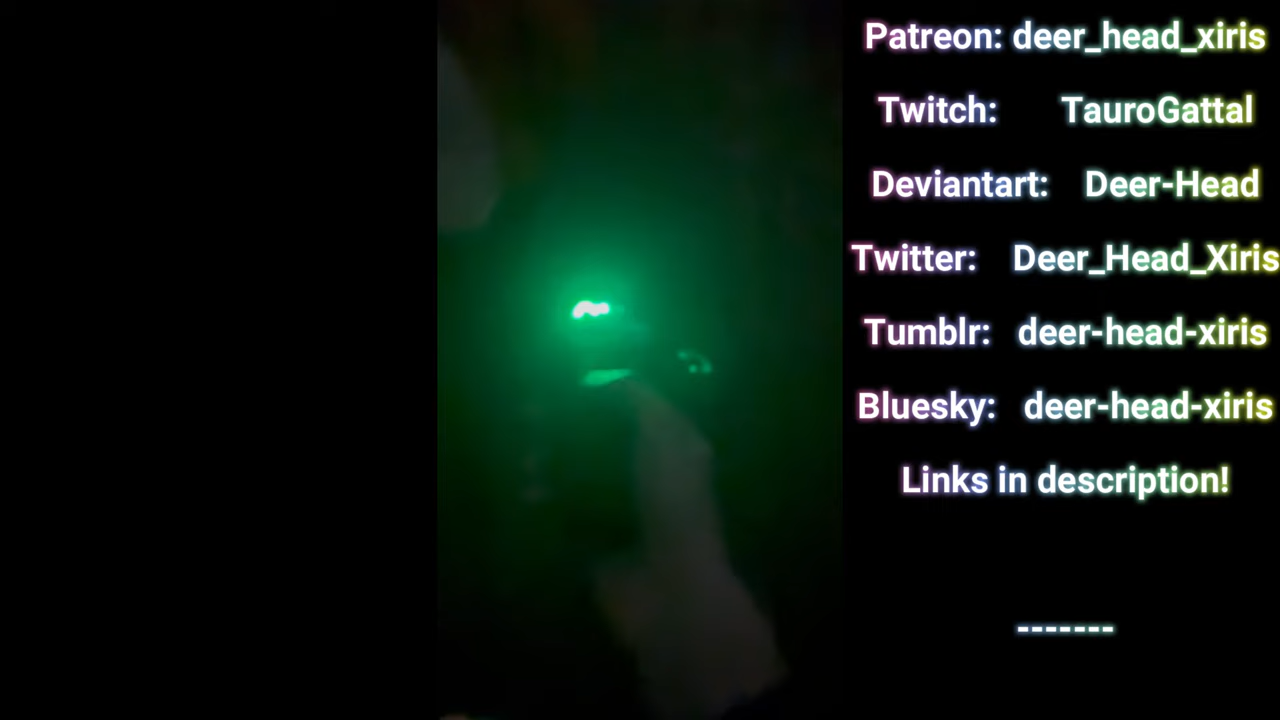 Patreon: deer_head_xiris
Twitch: TauroGattal
Deviantart: Deer-Head
Twitter: Deer_Head_Xiris
Tumblr: deer-head-xiris
Bluesky: deer-head-xiris
Links in description!
-------